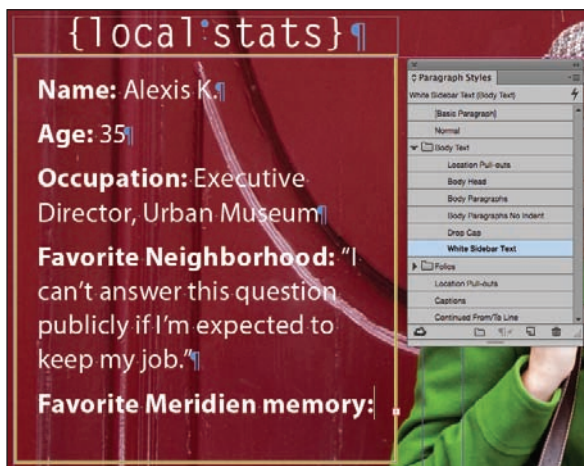 {local stats}¶
Name: Alexis K.¶
Age: 35¶
Occupation: Executive
Director, Urban Museum¶
Favorite Neighborhood: “I
can’t answer this question
publicly if I’m expected to
keep my job.”¶
Favorite Meridien memory:
Paragraph Styles
White Sidebar Text (Body Text)
[Basic Paragraph]
Normal
Body Text
Location Pull-outs
Body Head
Body Paragraphs
Body Paragraphs No Indent
Drop Cap
White Sidebar Text
Folios
Location Pull-outs
Captions
Continued From/To Line